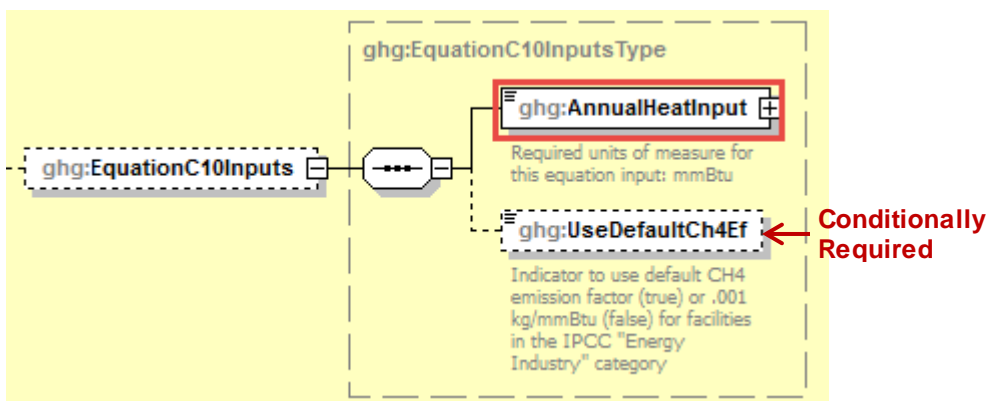 ghg:EquationC10InputsType
ghg:AnnualHeatInput
Required units of measure for
this equation input: mmBtu
ghg:EquationC10Inputs
ghg:UseDefaultCh4Ef
Conditionally
Required
Indicator to use default CH4
emission factor (true) or .001
kg/mmBtu (false) for facilities
in the IPCC "Energy
Industry" category